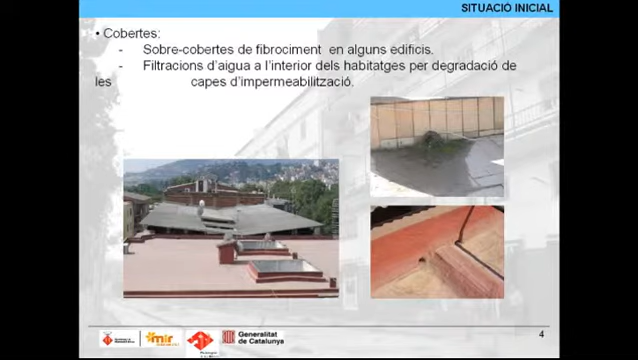 SITUACIÓ INICIAL
• Cobertes:
- Sobre-cobertes de fibrociment en alguns edificis.
- Filtracions d'aigua a l'interior dels habitatges per degradació de
les capes d'impermeabilització.
mir
Generalitat
de Catalunya
4